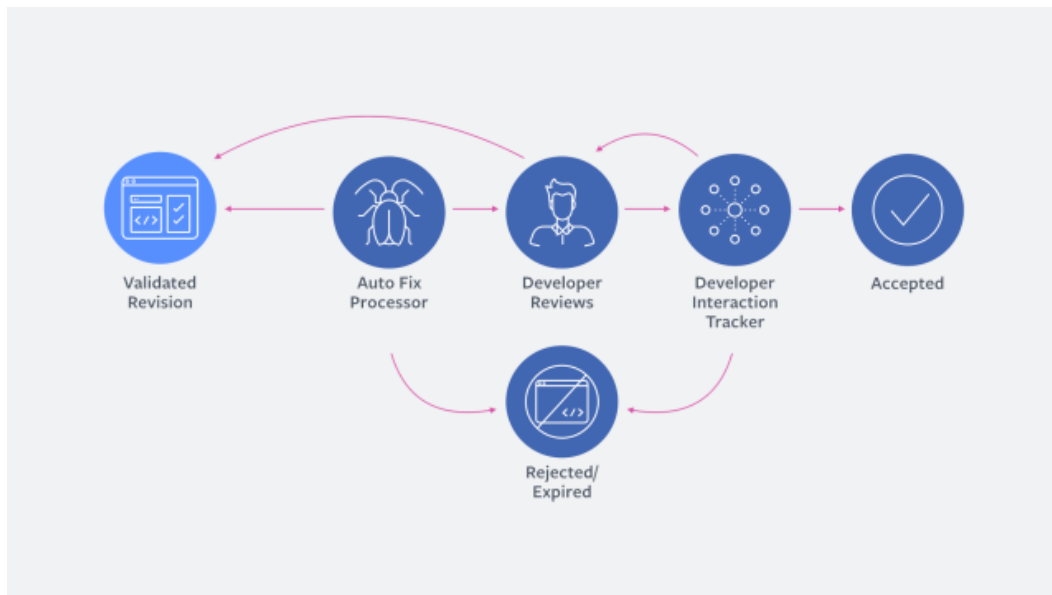 Validated
Revision
Auto Fix
Processor
Developer
Reviews
Developer
Interaction
Tracker
Accepted
Rejected/
Expired